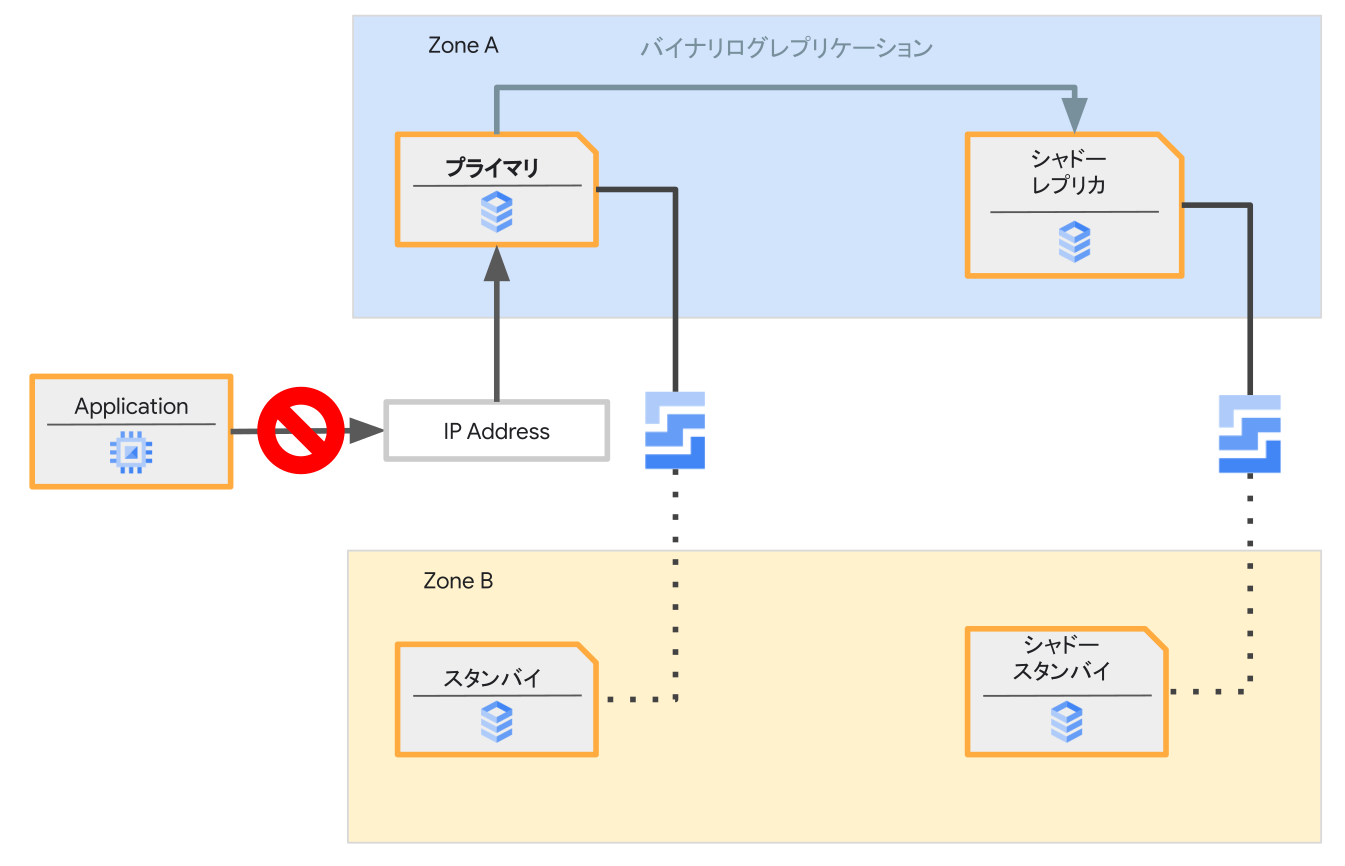 Zone A
バイナリログレプリケーション
プライマリ
シャドー
レプリカ
Application
IP Address
Zone B
スタンバイ
シャドー
スタンバイ